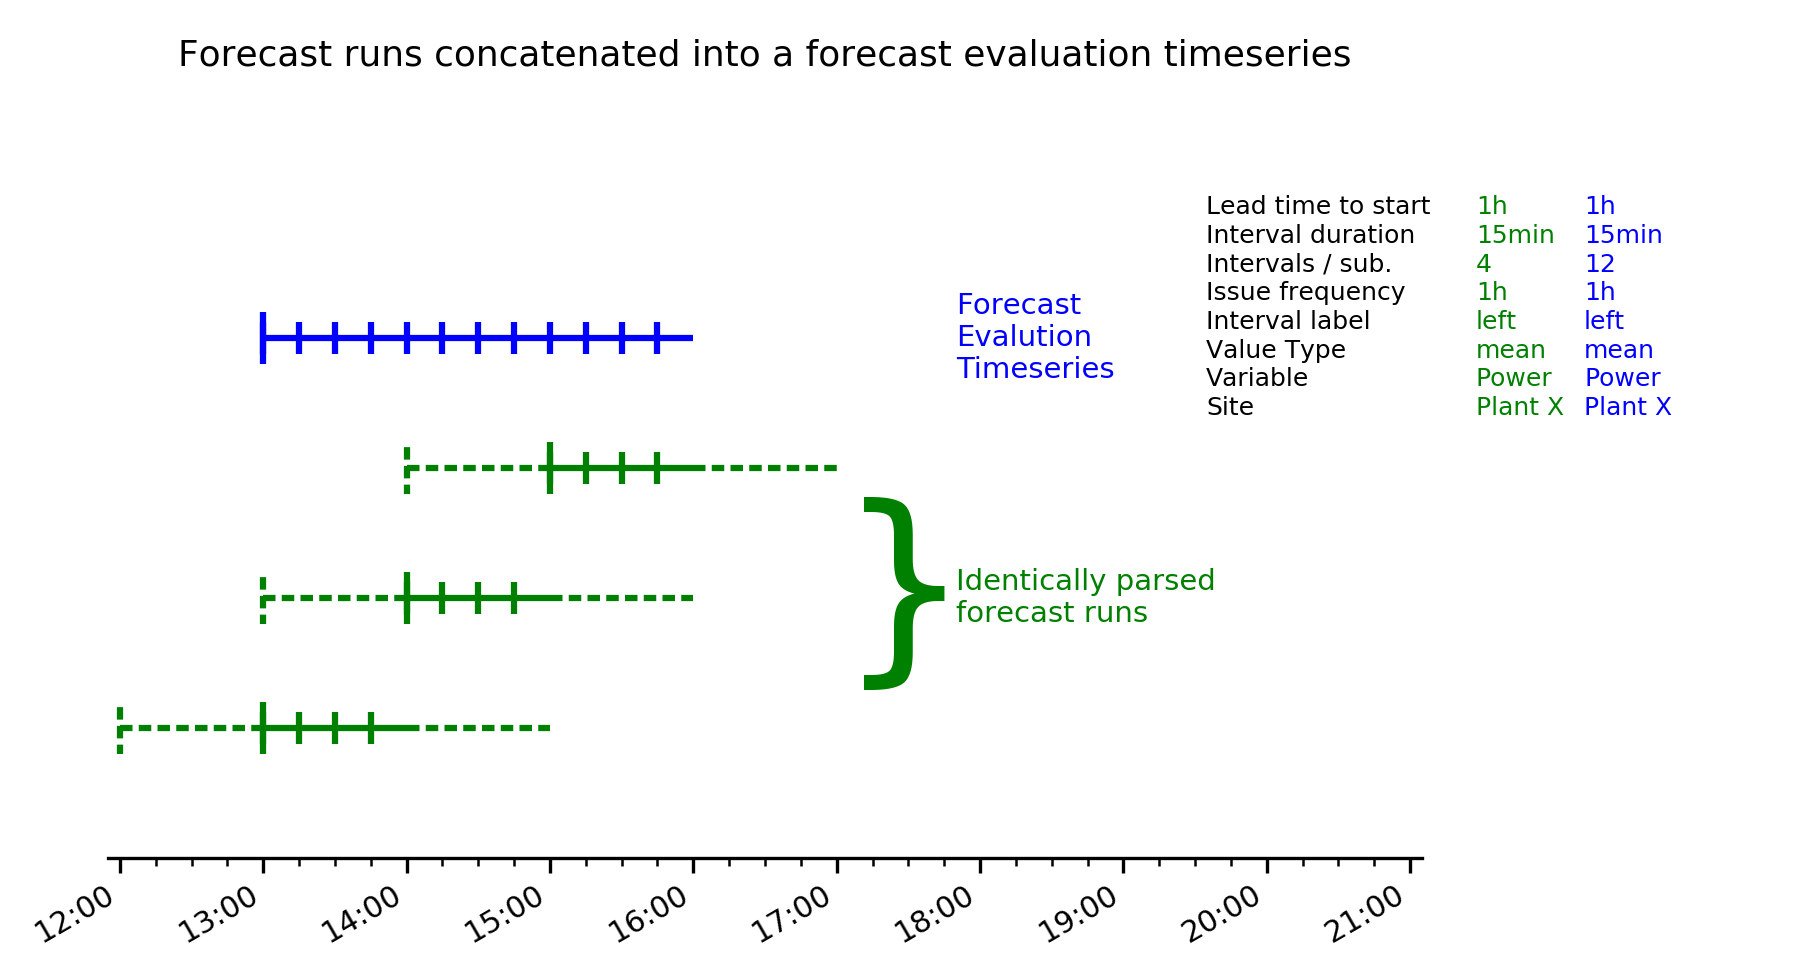 Forecast runs concatenated into a forecast evaluation timeseries
Lead time to start 1h 1h
Interval duration 15min 15min
Intervals / sub. 4 12
Issue frequency 1h 1h
Interval label left left
Value Type mean mean
Variable Power Power
Site Plant X Plant X
Forecast
Evalution
Timeseries
Identically parsed
forecast runs
12:00 13:00 14:00 15:00 16:00 17:00 18:00 19:00 20:00 21:00